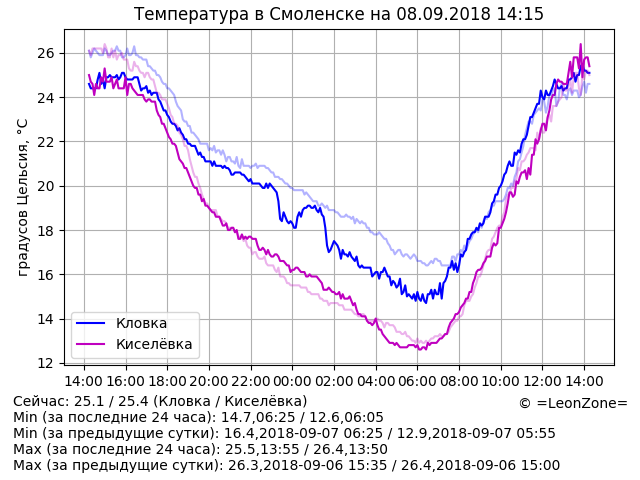 Температура в Смоленске на 08.09.2018 14:15
градусов Цельсия, °C
26
24
22
20
18
16
14
12
Кловка
Киселёвка
14:00 16:00 18:00 20:00 22:00 00:00 02:00 04:00 06:00 08:00 10:00 12:00 14:00
Сейчас: 25.1 / 25.4 (Кловка / Киселёвка)
© =LeonZone=
Min (за последние 24 часа): 14.7,06:25 / 12.6,06:05
Min (за предыдущие сутки): 16.4,2018-09-07 06:25 / 12.9,2018-09-07 05:55
Max (за последние 24 часа): 25.5,13:55 / 26.4,13:50
Max (за предыдущие сутки): 26.3,2018-09-06 15:35 / 26.4,2018-09-06 15:00